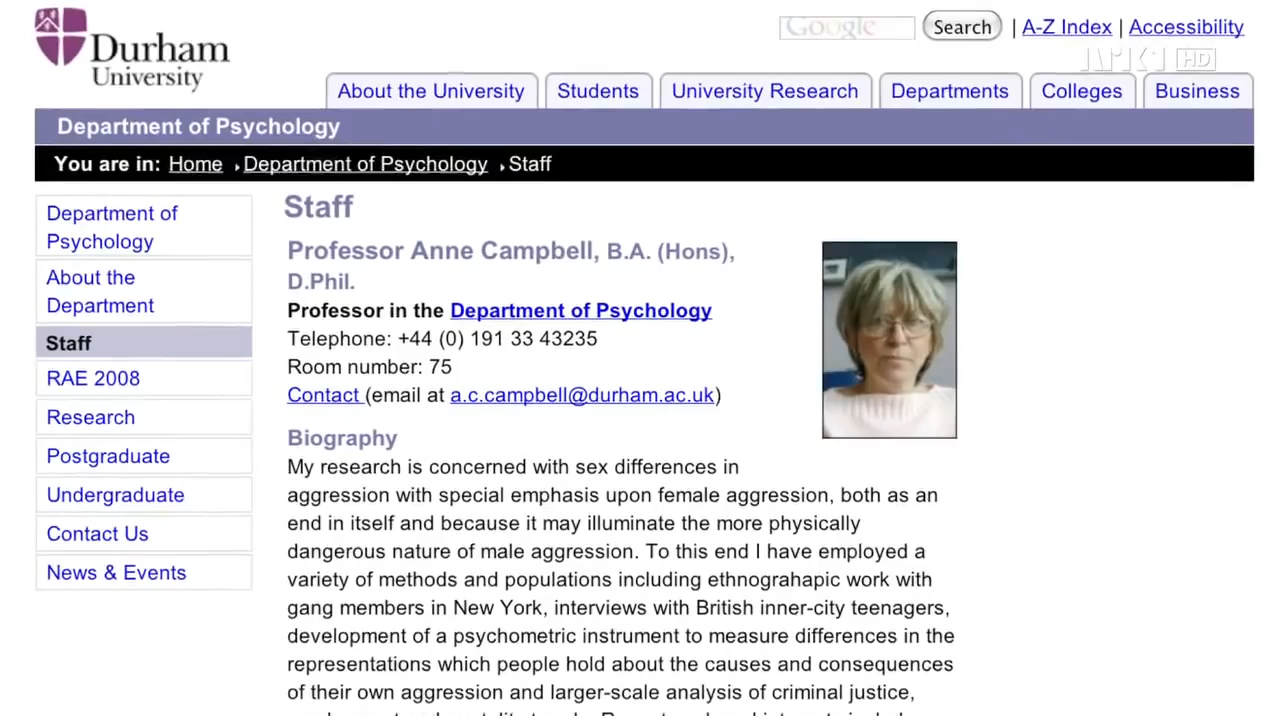 Durham
University
Google
Search
| A-Z Index | Accessibility
NRK1 HD
About the University
Students
University Research
Departments
Colleges
Business
Department of Psychology
You are in: Home Department of Psychology Staff
Department of
Psychology
About the
Department
Staff
RAE 2008
Research
Postgraduate
Undergraduate
Contact Us
News & Events
Staff
Professor Anne Campbell, B.A. (Hons),
D.Phil.
Professor in the Department of Psychology
Telephone: +44 (0) 191 33 43235
Room number: 75
Contact (email at a.c.campbell@durham.ac.uk)
Biography
My research is concerned with sex differences in
aggression with special emphasis upon female aggression, both as an
end in itself and because it may illuminate the more physically
dangerous nature of male aggression. To this end I have employed a
variety of methods and populations including ethnograhapic work with
gang members in New York, interviews with British inner-city teenagers,
development of a psychometric instrument to measure differences in the
representations which people hold about the causes and consequences
of their own aggression and larger-scale analysis of criminal justice,